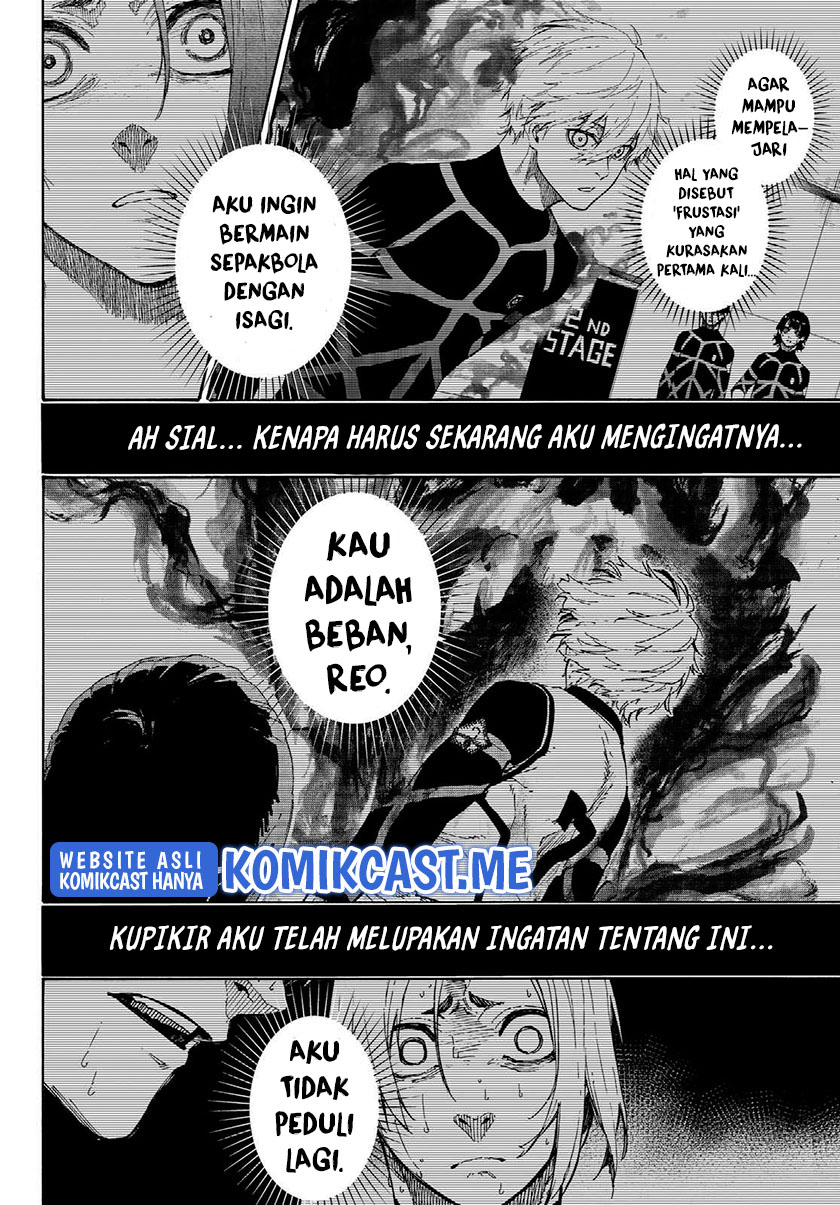 AGAR
MAMPU
MEMPELA-
JARI
HAL YANG
DISEBUT
'FRUSTASI'
YANG
KURASAKAN
PERTAMA KALI...
AKU INGIN
BERMAIN
SEPAKBOLA
DENGAN
ISAGI.
2ND
STAGE
AH SIAL... KENAPA HARUS SEKARANG AKU MENGINGATNYA...
KAU
ADALAH
BEBAN,
REO.
WEBSITE ASLI
KOMIKCAST HANYA
KOMIKCAST.ME
KUPIKIR AKU TELAH MELUPAKAN INGATAN TENTANG INI...
AKU
TIDAK
PEDULI
LAGI.